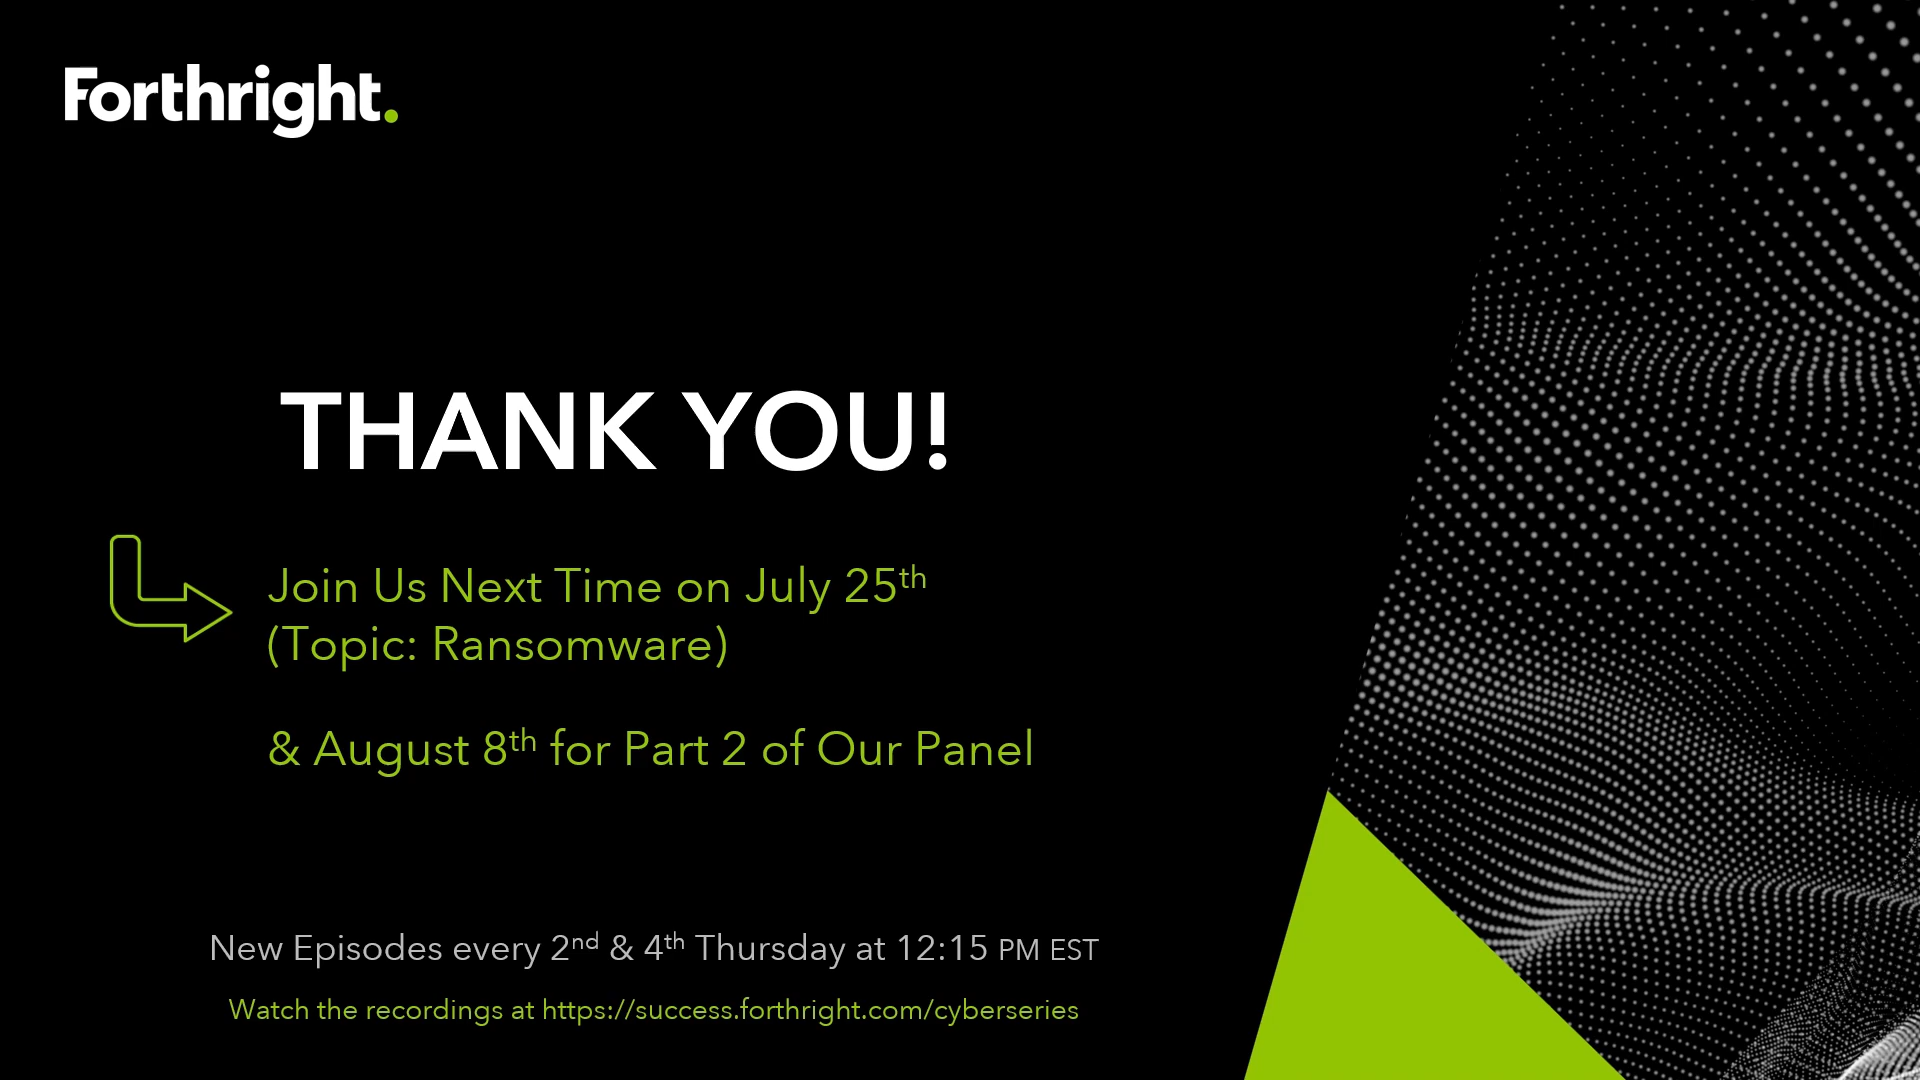 Forthright.
THANK YOU!
Join Us Next Time on July 25th
(Topic: Ransomware)
& August 8th for Part 2 of Our Panel
New Episodes every 2nd & 4th Thursday at 12:15 PM EST
Watch the recordings at https://success.forthright.com/cyberseries